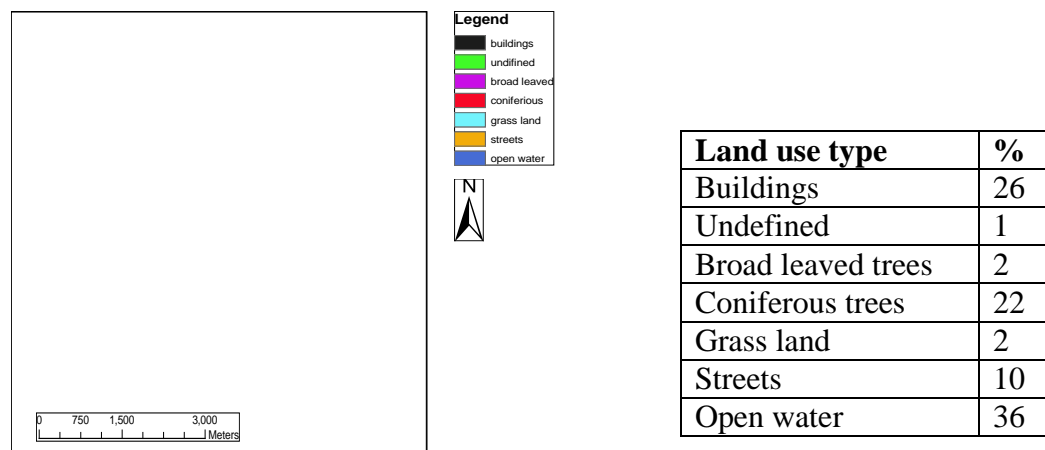 Legend
buildings
undifined
broad leaved
coniferious
grass land
streets
open water
N
0 750 1,500 3,000
Meters
Land use type %
Buildings 26
Undefined 1
Broad leaved trees 2
Coniferous trees 22
Grass land 2
Streets 10
Open water 36